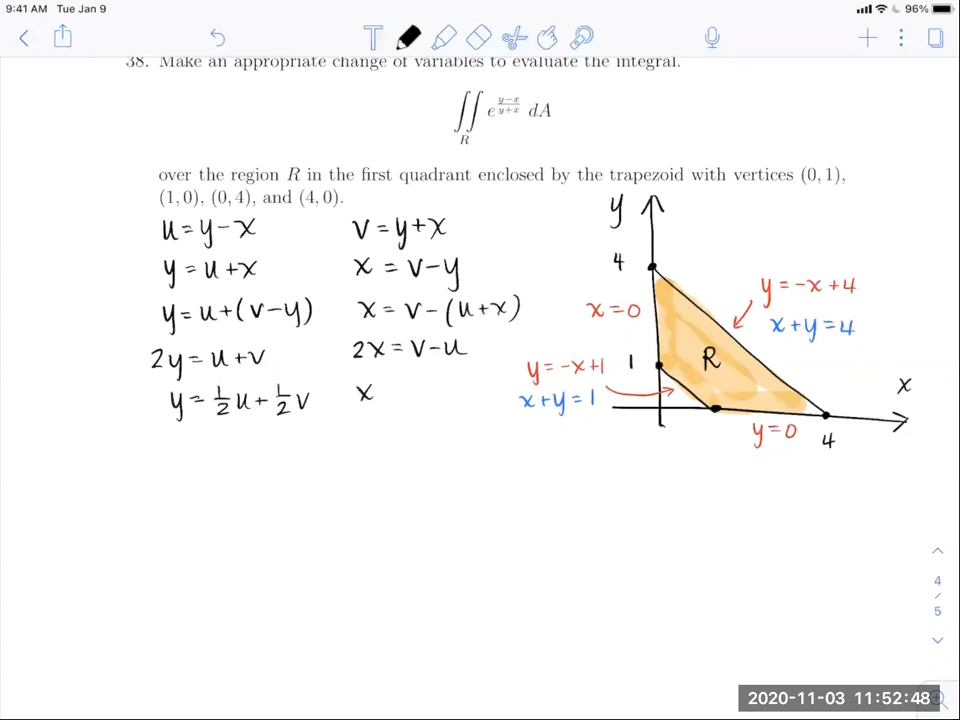 9:41 AM Tue Jan 9
96%
T
38. Make an appropriate change of variables to evaluate the integral.
∬_R e^{\frac{y-x}{y+x}} dA
over the region R in the first quadrant enclosed by the trapezoid with vertices (0, 1),
(1, 0), (0, 4), and (4, 0).
u = y - x
v = y + x
y = u + x
x = v - y
y = u + (v - y)
x = v - (u + x)
2y = u + v
2x = v - u
y = 1/2 u + 1/2 v
x
y
4
y = -x + 4
x = 0
x + y = 4
1
R
y = -x + 1
x
x + y = 1
y = 0
4
4
/
5
2020-11-03 11:52:48